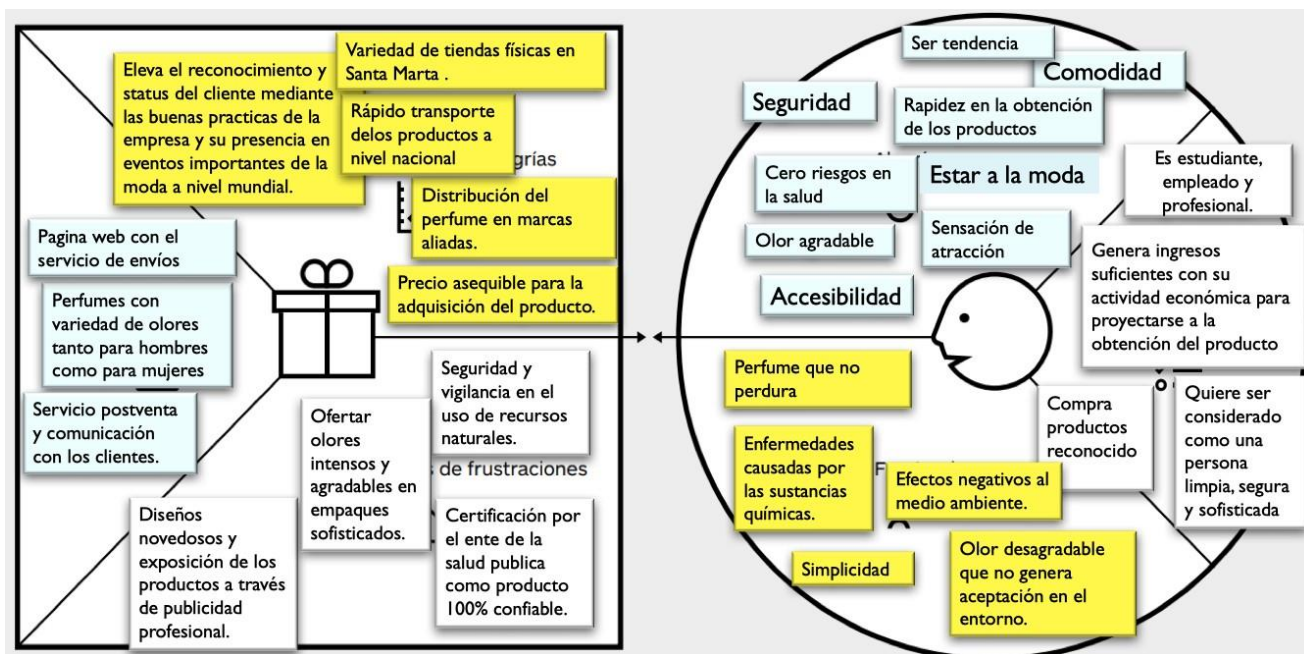 Eleva el reconocimiento y
status del cliente mediante
las buenas practicas de la
empresa y su presencia en
eventos importantes de la
moda a nivel mundial.
Variedad de tiendas físicas en
Santa Marta .
Rápido transporte
delos productos a
nivel nacional
grías
Distribución del
perfume en marcas
aliadas.
Precio asequible para la
adquisición del producto.
Pagina web con el
servicio de envíos
Perfumes con
variedad de olores
tanto para hombres
como para mujeres
Servicio postventa
y comunicación
con los clientes.
Seguridad y
vigilancia en el
uso de recursos
naturales.
Ofertar
olores
intensos y
agradables en
empaques
sofisticados.
s de frustraciones
Diseños
novedosos y
exposición de los
productos a través
de publicidad
profesional.
Certificación por
el ente de la
salud publica
como producto
100% confiable.
Ser tendencia
Comodidad
Seguridad
Rapidez en la obtención
de los productos
Cero riesgos en
la salud
Estar a la moda
Olor agradable
Sensación de
atracción
Accesibilidad
Es estudiante,
empleado y
profesional.
Genera ingresos
suficientes con su
actividad económica para
proyectarse a la
obtención del producto
Compra
productos
reconocido
Quiere ser
considerado
como una
persona
limpia, segura
y sofisticada
Perfume que no
perdura
Enfermedades
causadas por
las sustancias
químicas.
Efectos negativos al
medio ambiente.
Simplicidad
Olor desagradable
que no genera
aceptación en el
entorno.